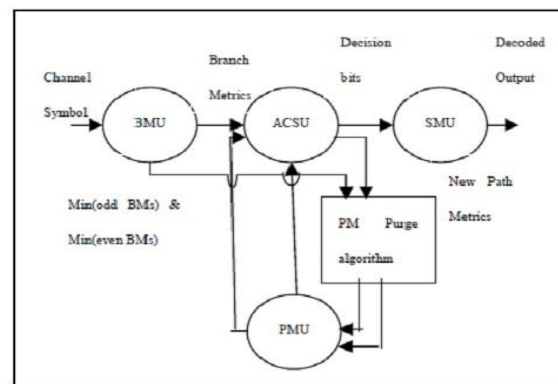 Channel
Symbol
BMU
Branch
Metrics
ACSU
Decision
bits
SMU
Decoded
Output
Min(odd BMs) &
Min(even BMs)
PM Purge
algorithm
New Path
Metrics
PMU